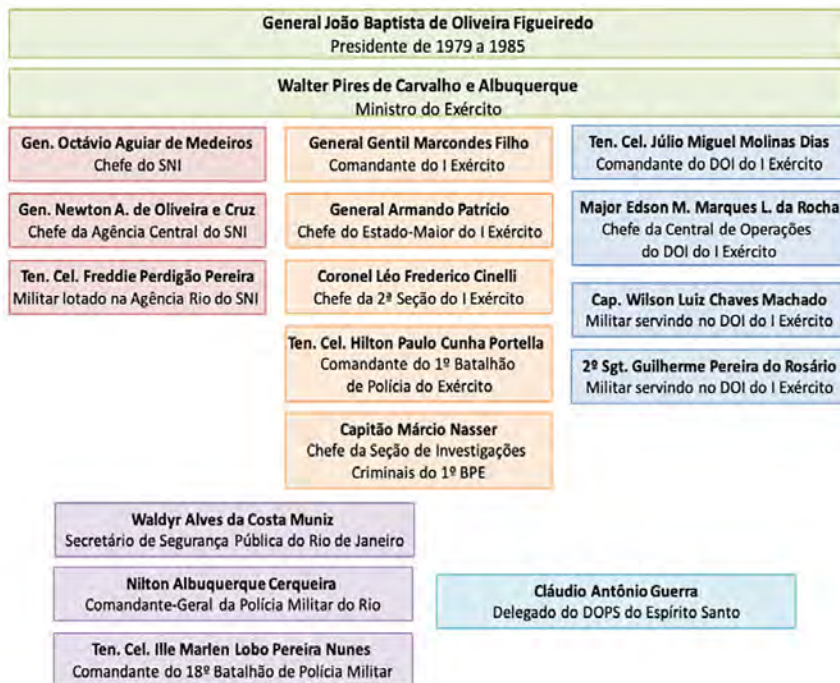 General João Baptista de Oliveira Figueiredo
Presidente de 1979 a 1985
Walter Pires de Carvalho e Albuquerque
Ministro do Exército
Gen. Octávio Aguiar de Medeiros
Chefe do SNI
Gen. Newton A. de Oliveira e Cruz
Chefe da Agência Central do SNI
Ten. Cel. Freddie Perdigão Pereira
Militar lotado na Agência Rio do SNI
General Gentil Marcondes Filho
Comandante do I Exército
General Armando Patrício
Chefe do Estado-Maior do I Exército
Coronel Léo Frederico Cinelli
Chefe da 2ª Seção do I Exército
Ten. Cel. Hilton Paulo Cunha Portella
Comandante do 1º Batalhão
de Polícia do Exército
Capitão Márcio Nasser
Chefe da Seção de Investigações
Criminais do 1º BPE
Ten. Cel. Júlio Miguel Molinas Dias
Comandante do DOI do I Exército
Major Edson M. Marques L. da Rocha
Chefe da Central de Operações
do DOI do I Exército
Cap. Wilson Luiz Chaves Machado
Militar servindo no DOI do I Exército
2º Sgt. Guilherme Pereira do Rosário
Militar servindo no DOI do I Exército
Waldyr Alves da Costa Muniz
Secretário de Segurança Pública do Rio de Janeiro
Nilton Albuquerque Cerqueira
Comandante-Geral da Polícia Militar do Rio
Ten. Cel. Ille Marlen Lobo Pereira Nunes
Comandante do 18º Batalhão de Polícia Militar
Cláudio Antônio Guerra
Delegado do DOPS do Espírito Santo